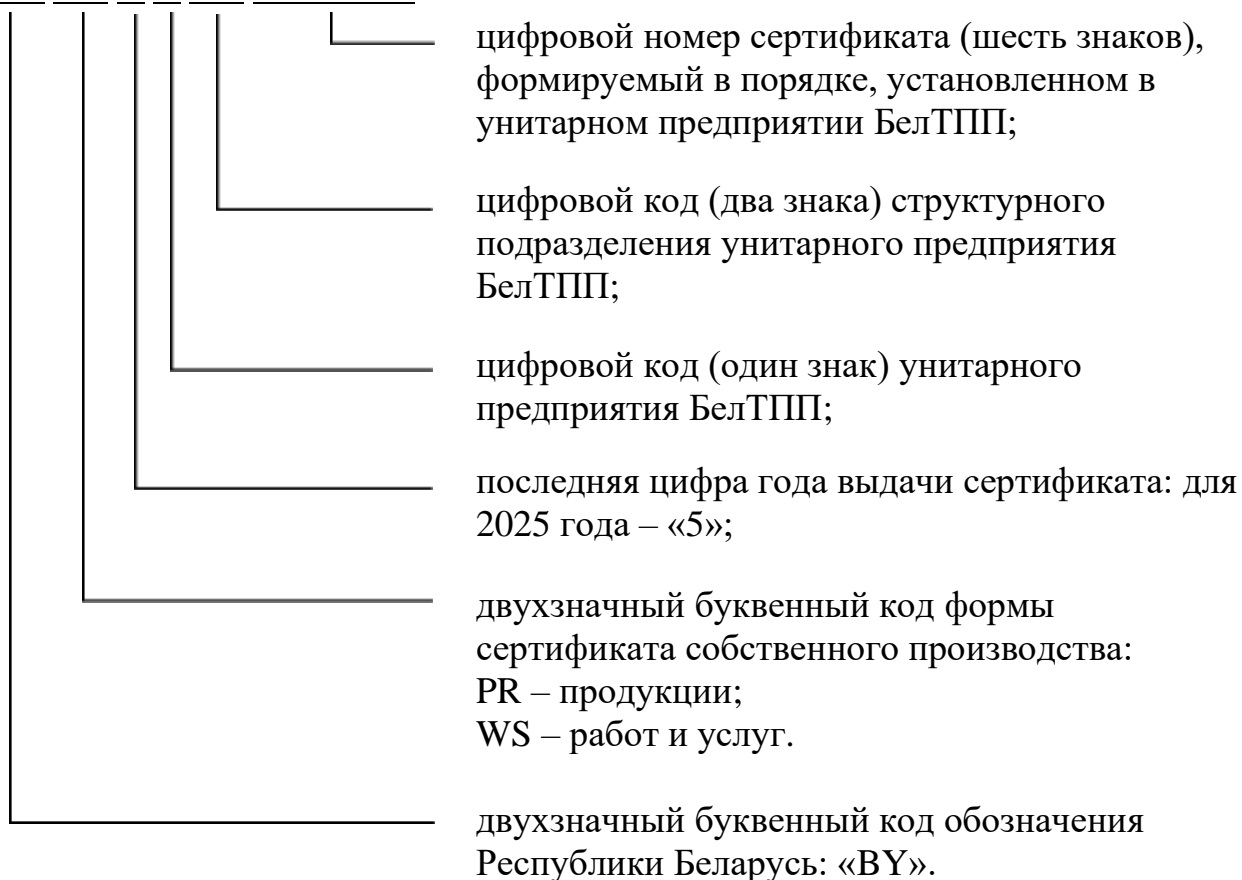 цифровой номер сертификата (шесть знаков),
формируемый в порядке, установленном в
унитарном предприятии БелТПП;
цифровой код (два знака) структурного
подразделения унитарного предприятия
БелТПП;
цифровой код (один знак) унитарного
предприятия БелТПП;
последняя цифра года выдачи сертификата: для
2025 года – «5»;
двухзначный буквенный код формы
сертификата собственного производства:
PR – продукции;
WS – работ и услуг.
двухзначный буквенный код обозначения
Республики Беларусь: «BY».